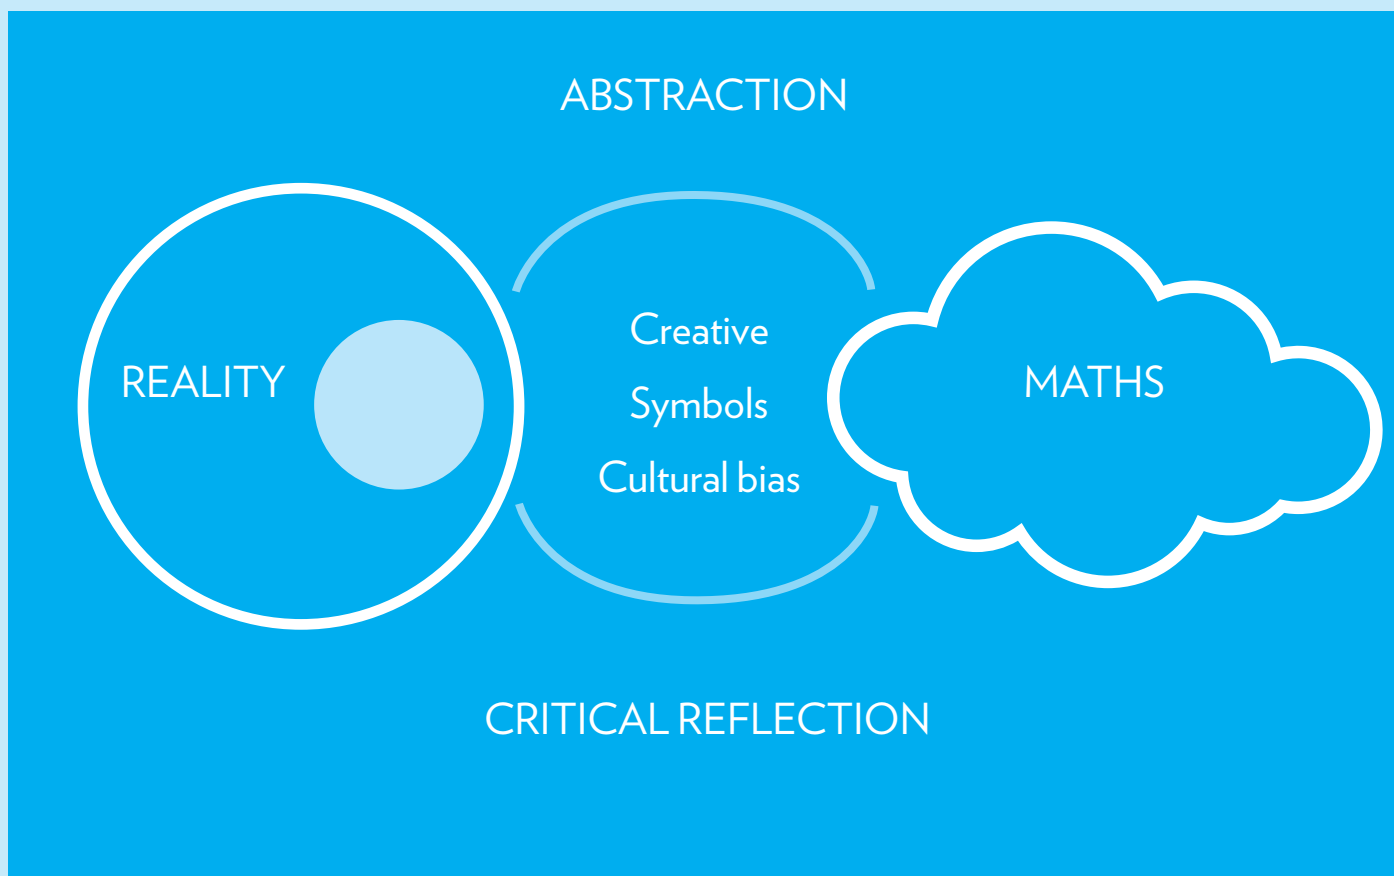 ABSTRACTION
REALITY
Creative
Symbols
Cultural bias
MATHS
CRITICAL REFLECTION